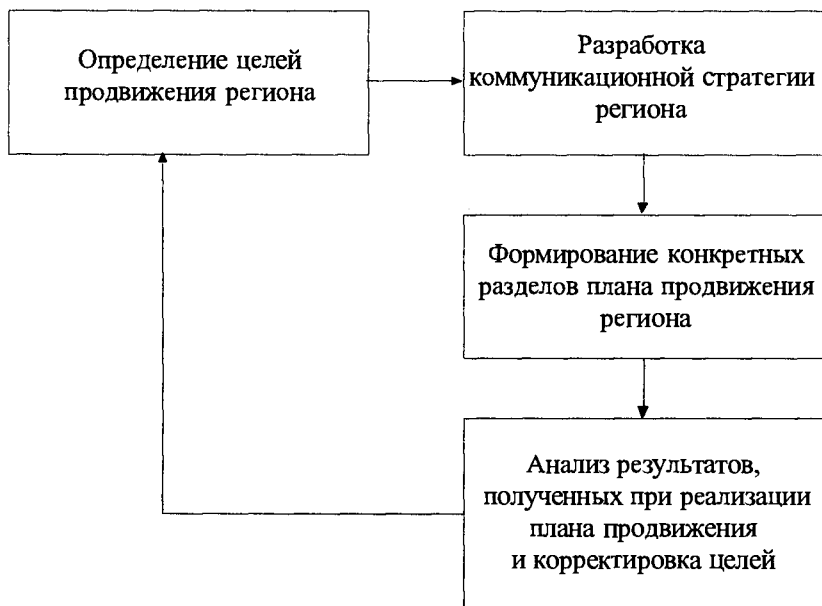 Определение целей
продвижения региона
Разработка
коммуникационной стратегии
региона
Формирование конкретных
разделов плана продвижения
региона
Анализ результатов,
полученных при реализации
плана продвижения
и корректировка целей